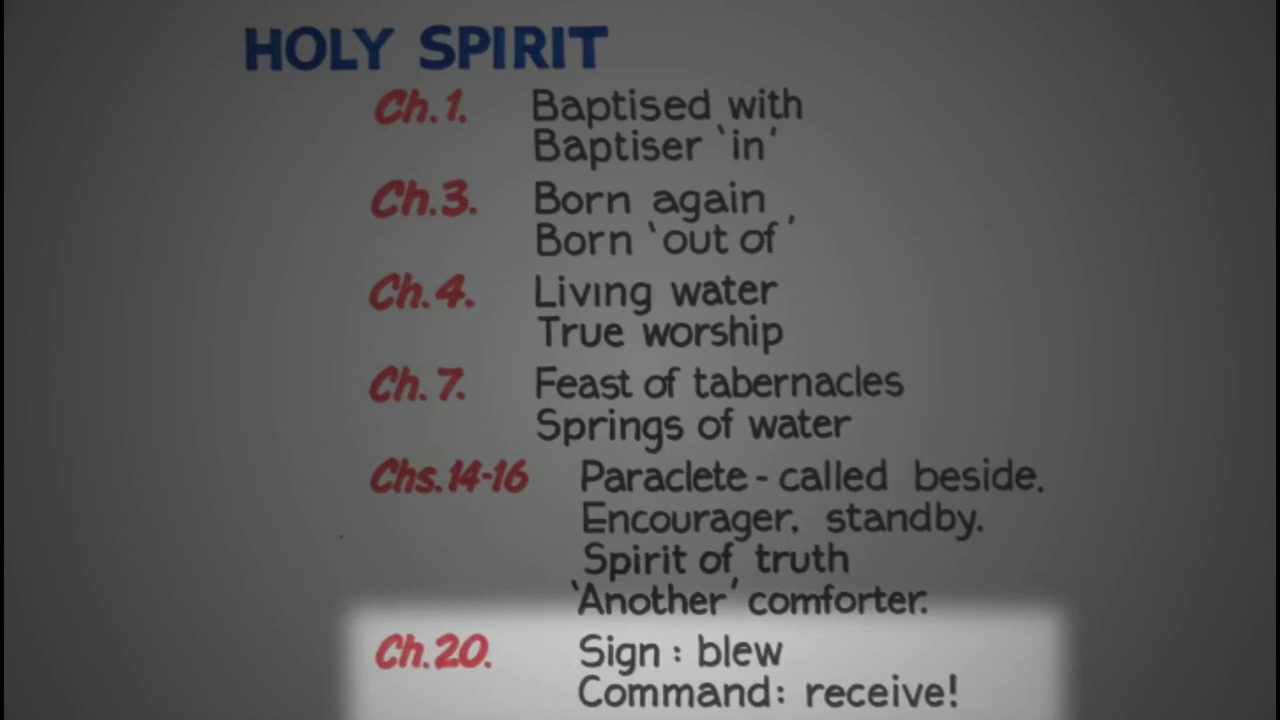 HOLY SPIRIT
Ch. 1. Baptised with
Baptiser 'in'
Ch. 3. Born again
Born 'out of'
Ch. 4. Living water
True worship
Ch. 7. Feast of tabernacles
Springs of water
Chs. 14-16 Paraclete - called beside.
Encourager, standby.
Spirit of truth
'Another' comforter.
Ch. 20. Sign : blew
Command: receive!